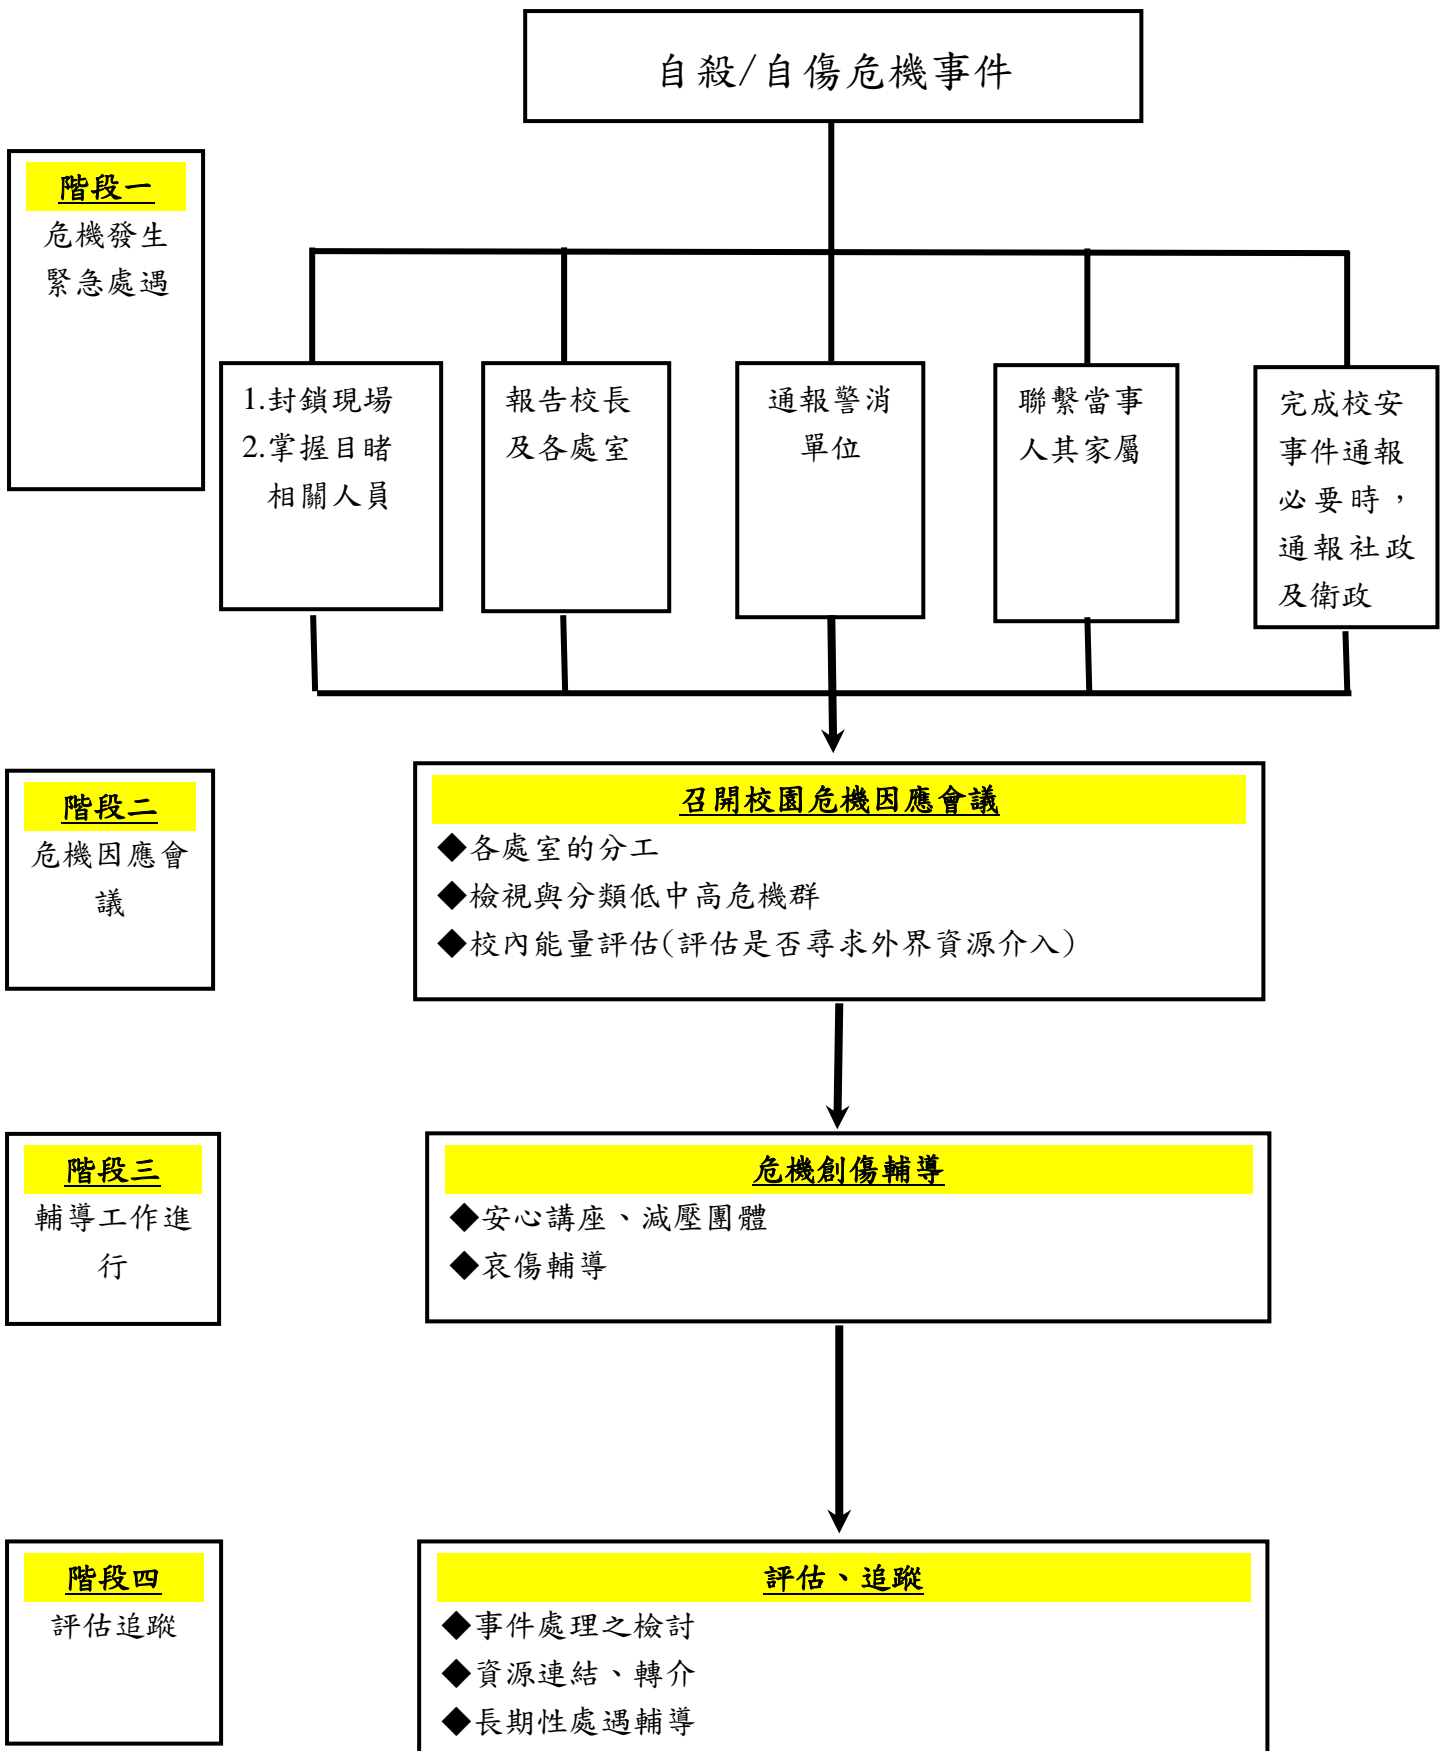 自殺/自傷危機事件
階段一
危機發生
緊急處遇
1.封鎖現場
2.掌握目睹
相關人員
報告校長
及各處室
通報警消
單位
聯繫當事
人其家屬
完成校安
事件通報
必要時，
通報社政
及衛政
階段二
危機因應會
議
召開校園危機因應會議
◆各處室的分工
◆檢視與分類低中高危機群
◆校內能量評估(評估是否尋求外界資源介入)
階段三
輔導工作進
行
危機創傷輔導
◆安心講座、減壓團體
◆哀傷輔導
階段四
評估追蹤
評估、追蹤
◆事件處理之檢討
◆資源連結、轉介
◆長期性處遇輔導